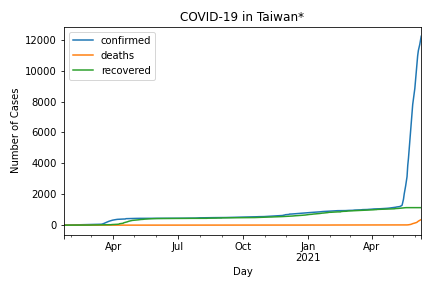 COVID-19 in Taiwan*
confirmed
deaths
recovered
Number of Cases
12000
10000
8000
6000
4000
2000
0
Apr Jul Oct Jan Apr
2021
Day